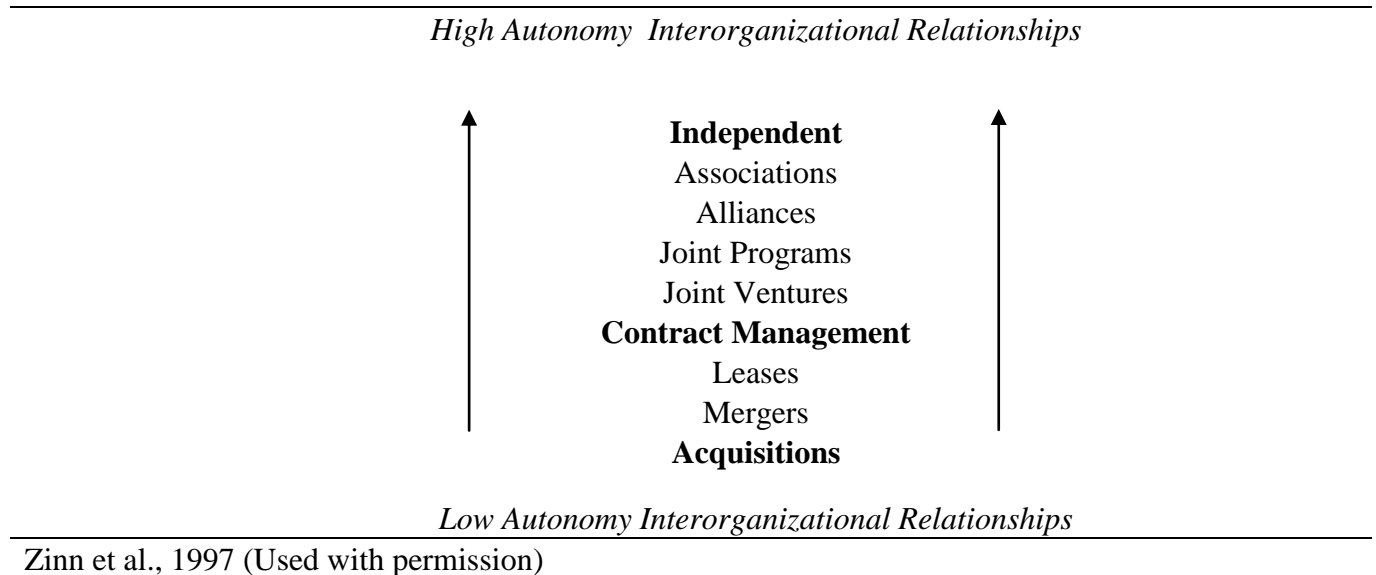 High Autonomy Interorganizational Relationships
Independent
Associations
Alliances
Joint Programs
Joint Ventures
Contract Management
Leases
Mergers
Acquisitions
Low Autonomy Interorganizational Relationships
Zinn et al., 1997 (Used with permission)